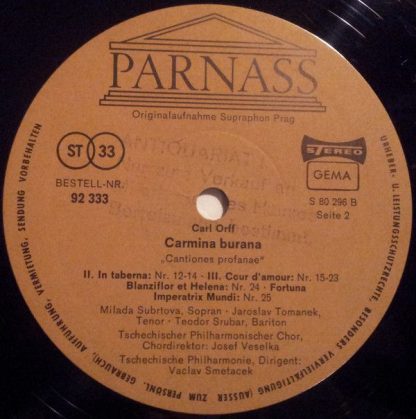 PARNASS
Originalaufnahme Supraphon Prag
ST 33
STEREO
GEMA
BESTELL-NR.
92 333
S 80 296 B
Seite 2
ANTIQUARIAT
Verkauf an
Carl Orff
Carmina burana
„Cantiones profanae"
II. In taberna: Nr. 12-14 · III. Cour d'amour: Nr. 15-23
Blanziflor et Helena: Nr. 24 · Fortuna
Imperatrix Mundi: Nr. 25
Milada Subrtova, Sopran · Jaroslav Tomanek,
Tenor · Teodor Srubar, Bariton
Tschechischer Philharmonischer Chor,
Chordirektor: Josef Veselka
Tschechische Philharmonie, Dirigent:
Vaclav Smetacek
URHEBER- U. LEISTUNGSSCHUTZRECHTE, BESONDERS VERVIELFÄLTIGUNG (AUSSER ZUM PERSÖNL. GEBRAUCH), AUFFÜHRUNG, VERMIETUNG, SENDUNG VORBEHALTEN